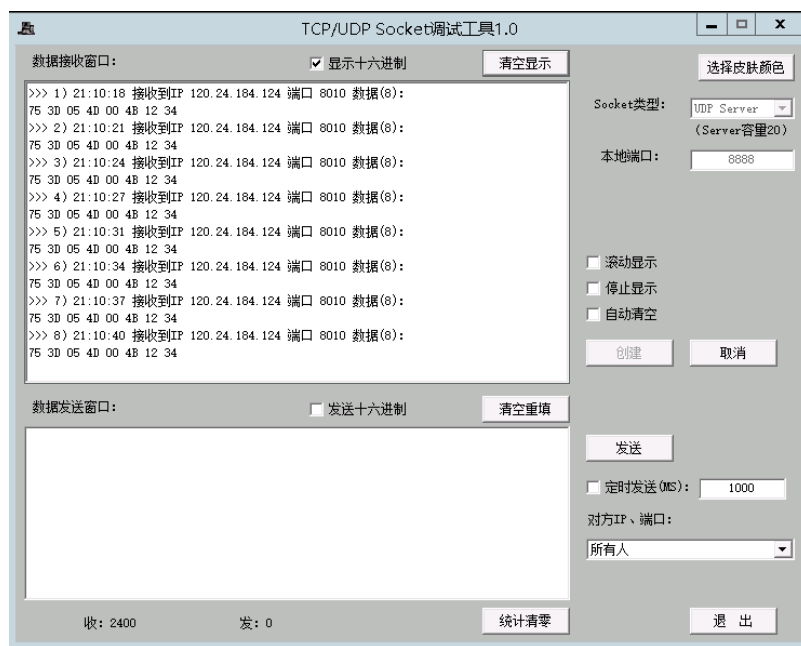 TCP/UDP Socket调试工具1.0
数据接收窗口： 显示十六进制 清空显示
选择皮肤颜色
>>> 1) 21:10:18 接收到IP 120.24.184.124 端口 8010 数据(8):
75 3D 05 4D 00 4B 12 34
>>> 2) 21:10:21 接收到IP 120.24.184.124 端口 8010 数据(8):
75 3D 05 4D 00 4B 12 34
>>> 3) 21:10:24 接收到IP 120.24.184.124 端口 8010 数据(8):
75 3D 05 4D 00 4B 12 34
>>> 4) 21:10:27 接收到IP 120.24.184.124 端口 8010 数据(8):
75 3D 05 4D 00 4B 12 34
>>> 5) 21:10:31 接收到IP 120.24.184.124 端口 8010 数据(8):
75 3D 05 4D 00 4B 12 34
>>> 6) 21:10:34 接收到IP 120.24.184.124 端口 8010 数据(8):
75 3D 05 4D 00 4B 12 34
>>> 7) 21:10:37 接收到IP 120.24.184.124 端口 8010 数据(8):
75 3D 05 4D 00 4B 12 34
>>> 8) 21:10:40 接收到IP 120.24.184.124 端口 8010 数据(8):
75 3D 05 4D 00 4B 12 34
Socket类型： UDP Server
(Server容量20)
本地端口： 8888
滚动显示
停止显示
自动清空
创建 取消
数据发送窗口： 发送十六进制 清空重填
发送
定时发送(MS): 1000
对方IP、端口：
所有人
收: 2400 发: 0 统计清零 退 出